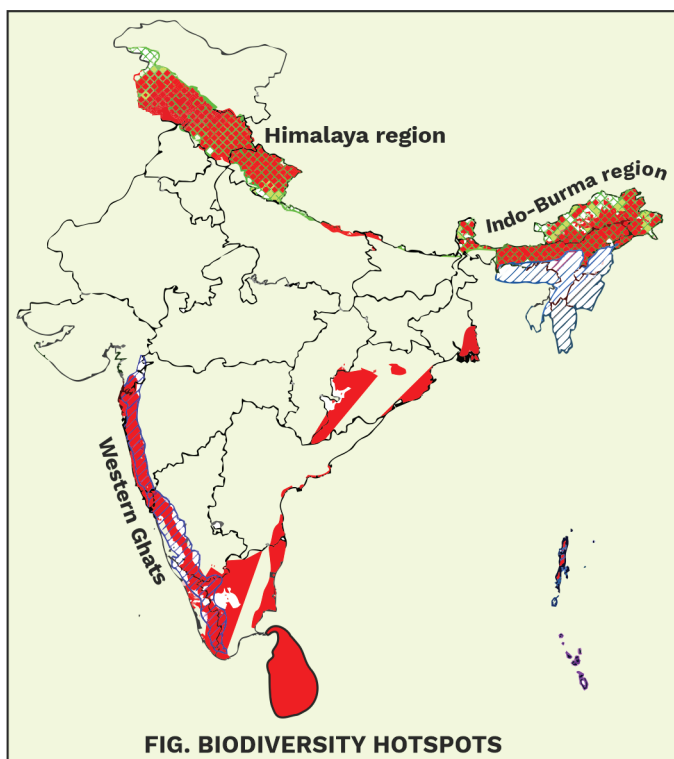 Himalaya region
Indo-Burma region
Western Ghats
FIG. BIODIVERSITY HOTSPOTS